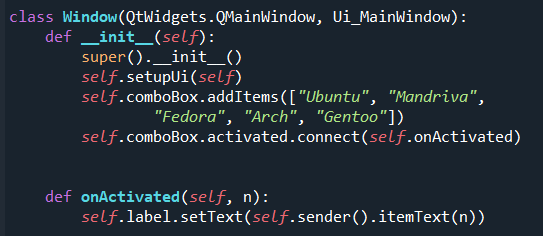 class Window(QtWidgets.QMainWindow, Ui_MainWindow):
    def __init__(self):
        super().__init__()
        self.setupUi(self)
        self.comboBox.addItems(["Ubuntu", "Mandriva",
                "Fedora", "Arch", "Gentoo"])
        self.comboBox.activated.connect(self.onActivated)
    def onActivated(self, n):
        self.label.setText(self.sender().itemText(n))